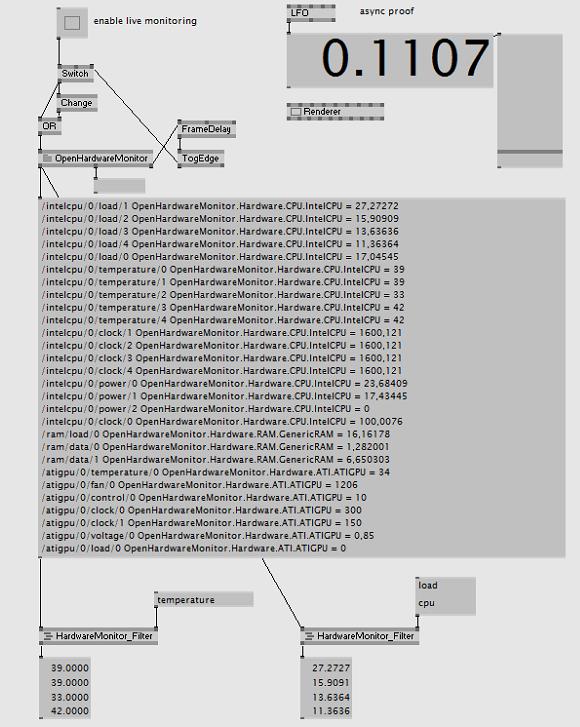 enable live monitoring
LFO
async proof
0.1107
Switch
Change
Renderer
OR
FrameDelay
OpenHardwareMonitor
TogEdge
/intelcpu/0/load/1 OpenHardwareMonitor.Hardware.CPU.IntelCPU = 27,27272
/intelcpu/0/load/2 OpenHardwareMonitor.Hardware.CPU.IntelCPU = 15,90909
/intelcpu/0/load/3 OpenHardwareMonitor.Hardware.CPU.IntelCPU = 13,63636
/intelcpu/0/load/4 OpenHardwareMonitor.Hardware.CPU.IntelCPU = 11,36364
/intelcpu/0/load/0 OpenHardwareMonitor.Hardware.CPU.IntelCPU = 17,04545
/intelcpu/0/temperature/0 OpenHardwareMonitor.Hardware.CPU.IntelCPU = 39
/intelcpu/0/temperature/1 OpenHardwareMonitor.Hardware.CPU.IntelCPU = 39
/intelcpu/0/temperature/2 OpenHardwareMonitor.Hardware.CPU.IntelCPU = 33
/intelcpu/0/temperature/3 OpenHardwareMonitor.Hardware.CPU.IntelCPU = 42
/intelcpu/0/temperature/4 OpenHardwareMonitor.Hardware.CPU.IntelCPU = 42
/intelcpu/0/clock/1 OpenHardwareMonitor.Hardware.CPU.IntelCPU = 1600,121
/intelcpu/0/clock/2 OpenHardwareMonitor.Hardware.CPU.IntelCPU = 1600,121
/intelcpu/0/clock/3 OpenHardwareMonitor.Hardware.CPU.IntelCPU = 1600,121
/intelcpu/0/clock/4 OpenHardwareMonitor.Hardware.CPU.IntelCPU = 1600,121
/intelcpu/0/power/0 OpenHardwareMonitor.Hardware.CPU.IntelCPU = 23,68409
/intelcpu/0/power/1 OpenHardwareMonitor.Hardware.CPU.IntelCPU = 17,43445
/intelcpu/0/power/2 OpenHardwareMonitor.Hardware.CPU.IntelCPU = 0
/intelcpu/0/clock/0 OpenHardwareMonitor.Hardware.CPU.IntelCPU = 100,0076
/ram/load/0 OpenHardwareMonitor.Hardware.RAM.GenericRAM = 16,16178
/ram/data/0 OpenHardwareMonitor.Hardware.RAM.GenericRAM = 1,282001
/ram/data/1 OpenHardwareMonitor.Hardware.RAM.GenericRAM = 6,650303
/atigpu/0/temperature/0 OpenHardwareMonitor.Hardware.ATI.ATIGPU = 34
/atigpu/0/fan/0 OpenHardwareMonitor.Hardware.ATI.ATIGPU = 1206
/atigpu/0/control/0 OpenHardwareMonitor.Hardware.ATI.ATIGPU = 10
/atigpu/0/clock/0 OpenHardwareMonitor.Hardware.ATI.ATIGPU = 300
/atigpu/0/clock/1 OpenHardwareMonitor.Hardware.ATI.ATIGPU = 150
/atigpu/0/voltage/0 OpenHardwareMonitor.Hardware.ATI.ATIGPU = 0,85
/atigpu/0/load/0 OpenHardwareMonitor.Hardware.ATI.ATIGPU = 0
temperature
HardwareMonitor_Filter
39.0000
39.0000
33.0000
42.0000
load
cpu
HardwareMonitor_Filter
27.2727
15.9091
13.6364
11.3636